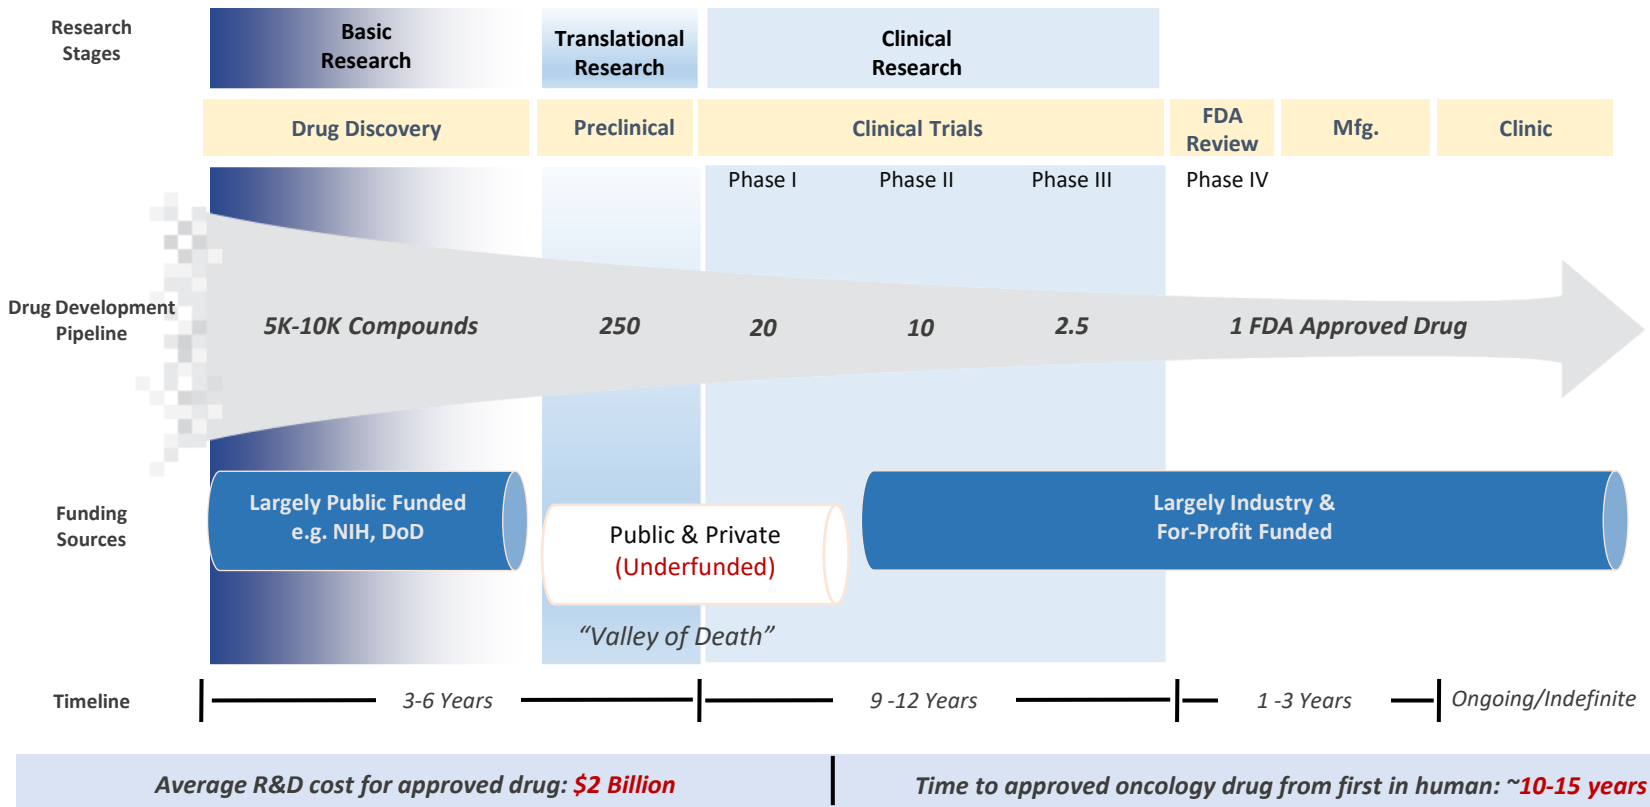 Research
Stages
Basic
Research
Translational
Research
Clinical
Research
Drug Discovery
Preclinical
Clinical Trials
FDA
Review
Mfg.
Clinic
Phase I
Phase II
Phase III
Phase IV
Drug Development
Pipeline
5K-10K Compounds
250
20
10
2.5
1 FDA Approved Drug
Funding
Sources
Largely Public Funded
e.g. NIH, DoD
Public & Private
(Underfunded)
Largely Industry &
For-Profit Funded
“Valley of Death”
Timeline
3-6 Years
9 -12 Years
1 -3 Years
Ongoing/Indefinite
Average R&D cost for approved drug: $2 Billion
Time to approved oncology drug from first in human: ~10-15 years